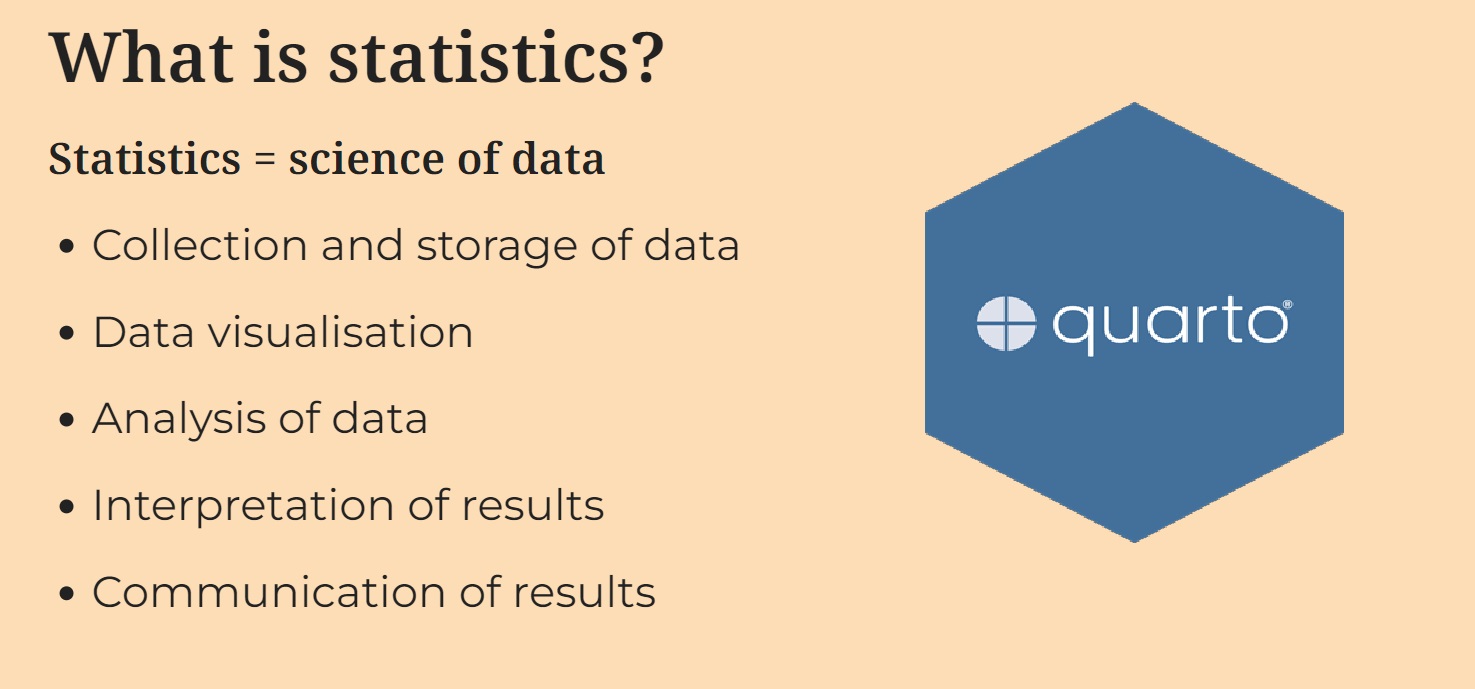 What is statistics?
Statistics = science of data
• Collection and storage of data
• Data visualisation
• Analysis of data
• Interpretation of results
• Communication of results
quarto®